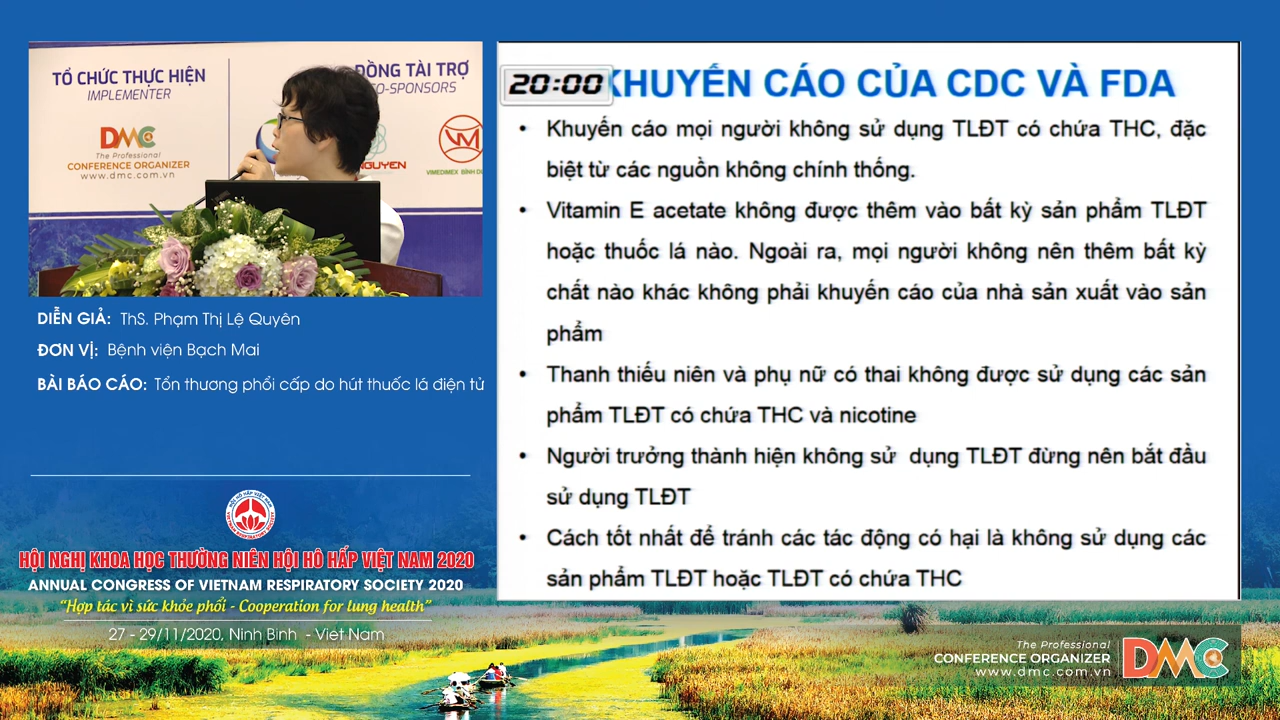 TỔ CHỨC THỰC HIỆN
IMPLEMENTER
DMC
The Professional
CONFERENCE ORGANIZER
www.dmc.com.vn
ĐỒNG TÀI TRỢ
CO-SPONSORS
NGUYEN
VM
VIMEDIMEX BÌNH DƯ
DIỄN GIẢ: ThS. Phạm Thị Lệ Quyên
ĐƠN VỊ: Bệnh viện Bạch Mai
BÀI BÁO CÁO: Tổn thương phổi cấp do hút thuốc lá điện tử
HỘI NGHỊ KHOA HỌC THƯỜNG NIÊN HỘI HÔ HẤP VIỆT NAM 2020
ANNUAL CONGRESS OF VIETNAM RESPIRATORY SOCIETY 2020
"Hợp tác vì sức khỏe phổi - Cooperation for lung health"
27 - 29/11/2020, Ninh Binh - Viet Nam
20:00
KHUYẾN CÁO CỦA CDC VÀ FDA
• Khuyến cáo mọi người không sử dụng TLĐT có chứa THC, đặc
biệt từ các nguồn không chính thống.
• Vitamin E acetate không được thêm vào bất kỳ sản phẩm TLĐT
hoặc thuốc lá nào. Ngoài ra, mọi người không nên thêm bất kỳ
chất nào khác không phải khuyến cáo của nhà sản xuất vào sản
phẩm
• Thanh thiếu niên và phụ nữ có thai không được sử dụng các sản
phẩm TLĐT có chứa THC và nicotine
• Người trưởng thành hiện không sử dụng TLĐT đừng nên bắt đầu
sử dụng TLĐT
• Cách tốt nhất để tránh các tác động có hại là không sử dụng các
sản phẩm TLĐT hoặc TLĐT có chứa THC
The Professional
CONFERENCE ORGANIZER
www.dmc.com.vn
DMC